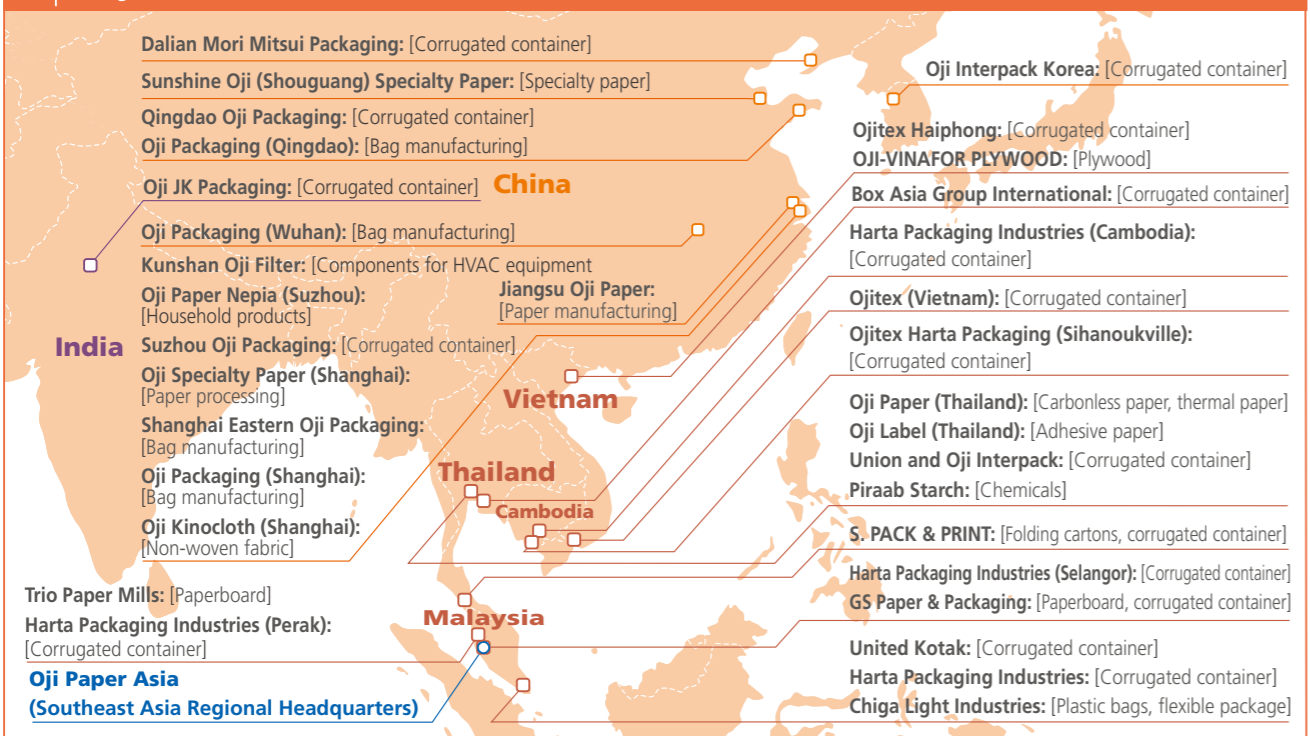 Dalian Mori Mitsui Packaging: [Corrugated container]
Sunshine Oji (Shouguang) Specialty Paper: [Specialty paper]
Qingdao Oji Packaging: [Corrugated container]
Oji Packaging (Qingdao): [Bag manufacturing]
Oji JK Packaging: [Corrugated container]
China
Oji Packaging (Wuhan): [Bag manufacturing]
Kunshan Oji Filter: [Components for HVAC equipment
Oji Paper Nepia (Suzhou):
[Household products]
Jiangsu Oji Paper:
[Paper manufacturing]
India
Suzhou Oji Packaging: [Corrugated container]
Oji Specialty Paper (Shanghai):
[Paper processing]
Shanghai Eastern Oji Packaging:
[Bag manufacturing]
Oji Packaging (Shanghai):
[Bag manufacturing]
Oji Kinocloth (Shanghai):
[Non-woven fabric]
Vietnam
Thailand
Cambodia
Malaysia
Trio Paper Mills: [Paperboard]
Harta Packaging Industries (Perak):
[Corrugated container]
Oji Paper Asia
(Southeast Asia Regional Headquarters)
Oji Interpack Korea: [Corrugated container]
Ojitex Haiphong: [Corrugated container]
OJI-VINAFOR PLYWOOD: [Plywood]
Box Asia Group International: [Corrugated container]
Harta Packaging Industries (Cambodia):
[Corrugated container]
Ojitex (Vietnam): [Corrugated container]
Ojitex Harta Packaging (Sihanoukville):
[Corrugated container]
Oji Paper (Thailand): [Carbonless paper, thermal paper]
Oji Label (Thailand): [Adhesive paper]
Union and Oji Interpack: [Corrugated container]
Piraab Starch: [Chemicals]
S. PACK & PRINT: [Folding cartons, corrugated container]
Harta Packaging Industries (Selangor): [Corrugated container]
GS Paper & Packaging: [Paperboard, corrugated container]
United Kotak: [Corrugated container]
Harta Packaging Industries: [Corrugated container]
Chiga Light Industries: [Plastic bags, flexible package]